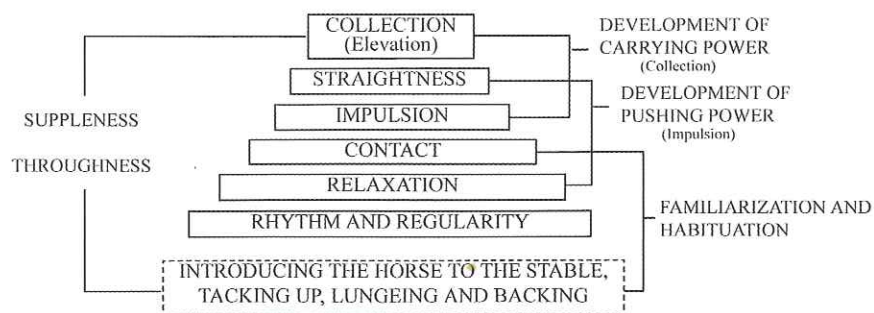 COLLECTION
(Elevation)
STRAIGHTNESS
IMPULSION
CONTACT
RELAXATION
RHYTHM AND REGULARITY
INTRODUCING THE HORSE TO THE STABLE,
TACKING UP, LUNGEING AND BACKING
SUPPLENESS
THROUGHNESS
DEVELOPMENT OF
CARRYING POWER
(Collection)
DEVELOPMENT OF
PUSHING POWER
(Impulsion)
FAMILIARIZATION AND
HABITUATION